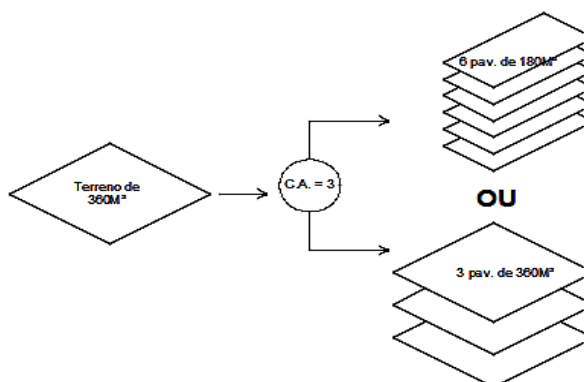 6 pav. de 180M²
Terreno de
360M²
C.A. = 3
OU
3 pav. de 360M²